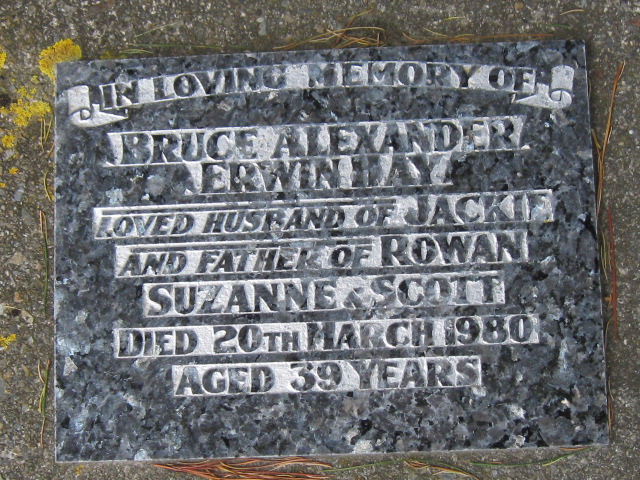 IN LOVING MEMORY OF
BRUCE ALEXANDER
ERWIN HAY
LOVED HUSBAND OF JACKIE
AND FATHER OF ROWAN
SUZANNE & SCOTT
DIED 20TH MARCH 1980
AGED 39 YEARS